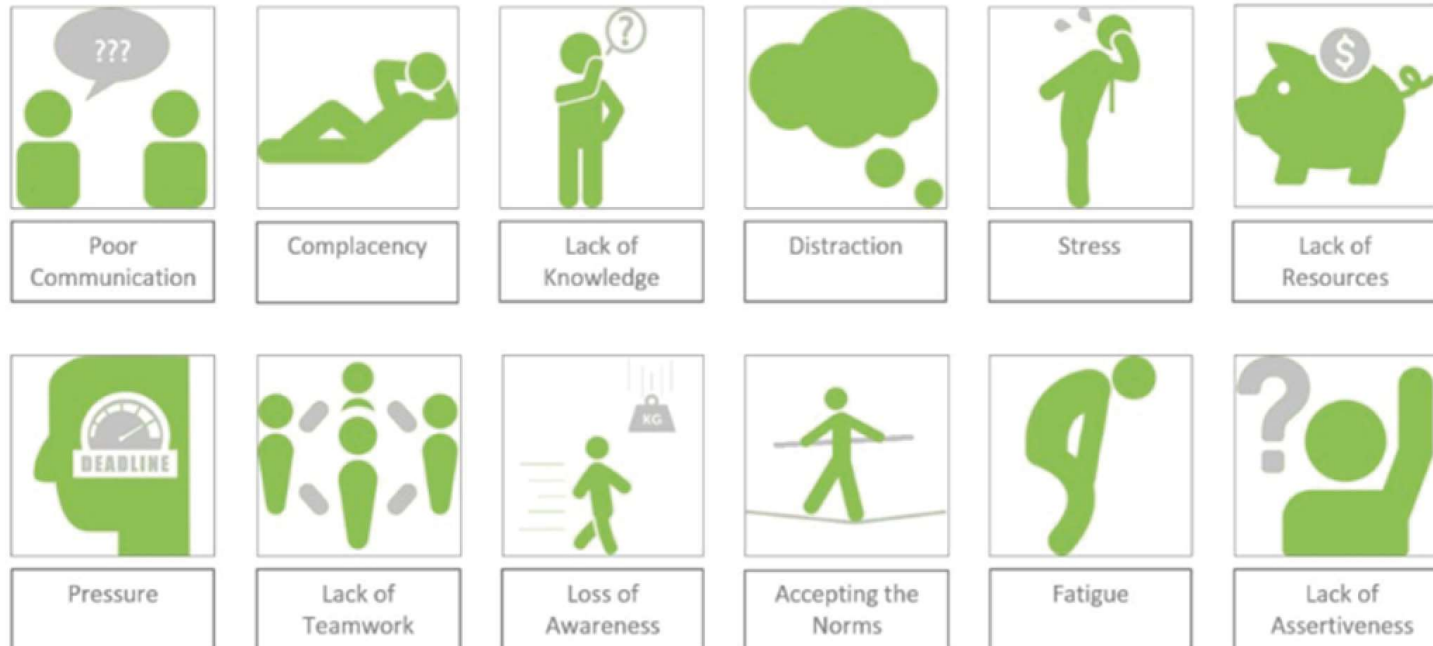 ???
Poor
Communication
Complacency
?
Lack of
Knowledge
Distraction
Stress
$
Lack of
Resources
DEADLINE
Pressure
Lack of
Teamwork
KG
Loss of
Awareness
Accepting the
Norms
Fatigue
?
Lack of
Assertiveness